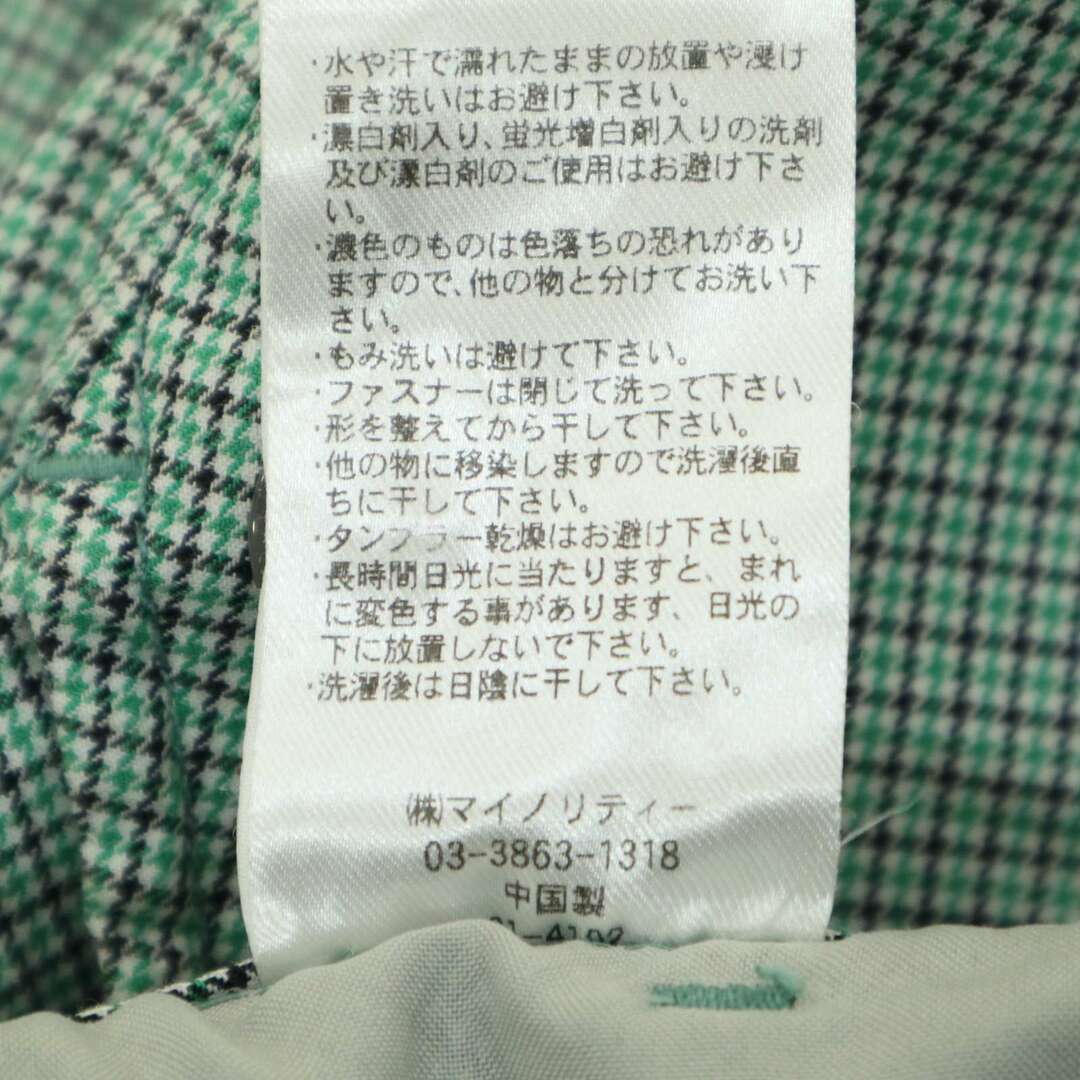 ・水や汗で濡れたままの放置や浸け
置き洗いはお避け下さい。
・漂白剤入り、蛍光増白剤入りの洗剤
及び漂白剤のご使用はお避け下さ
い。
・濃色のものは色落ちの恐れがあり
ますので、他の物と分けてお洗い下
さい。
・もみ洗いは避けて下さい。
・ファスナーは閉じて洗って下さい。
・形を整えてから干して下さい。
・他の物に移染しますので洗濯後直
ちに干して下さい。
・タンブラー乾燥はお避け下さい。
・長時間日光に当たりますと、まれ
に変色する事があります、日光の
下に放置しないで下さい。
・洗濯後は日陰に干して下さい。
㈱マイノリティー
03-3863-1318
中国製